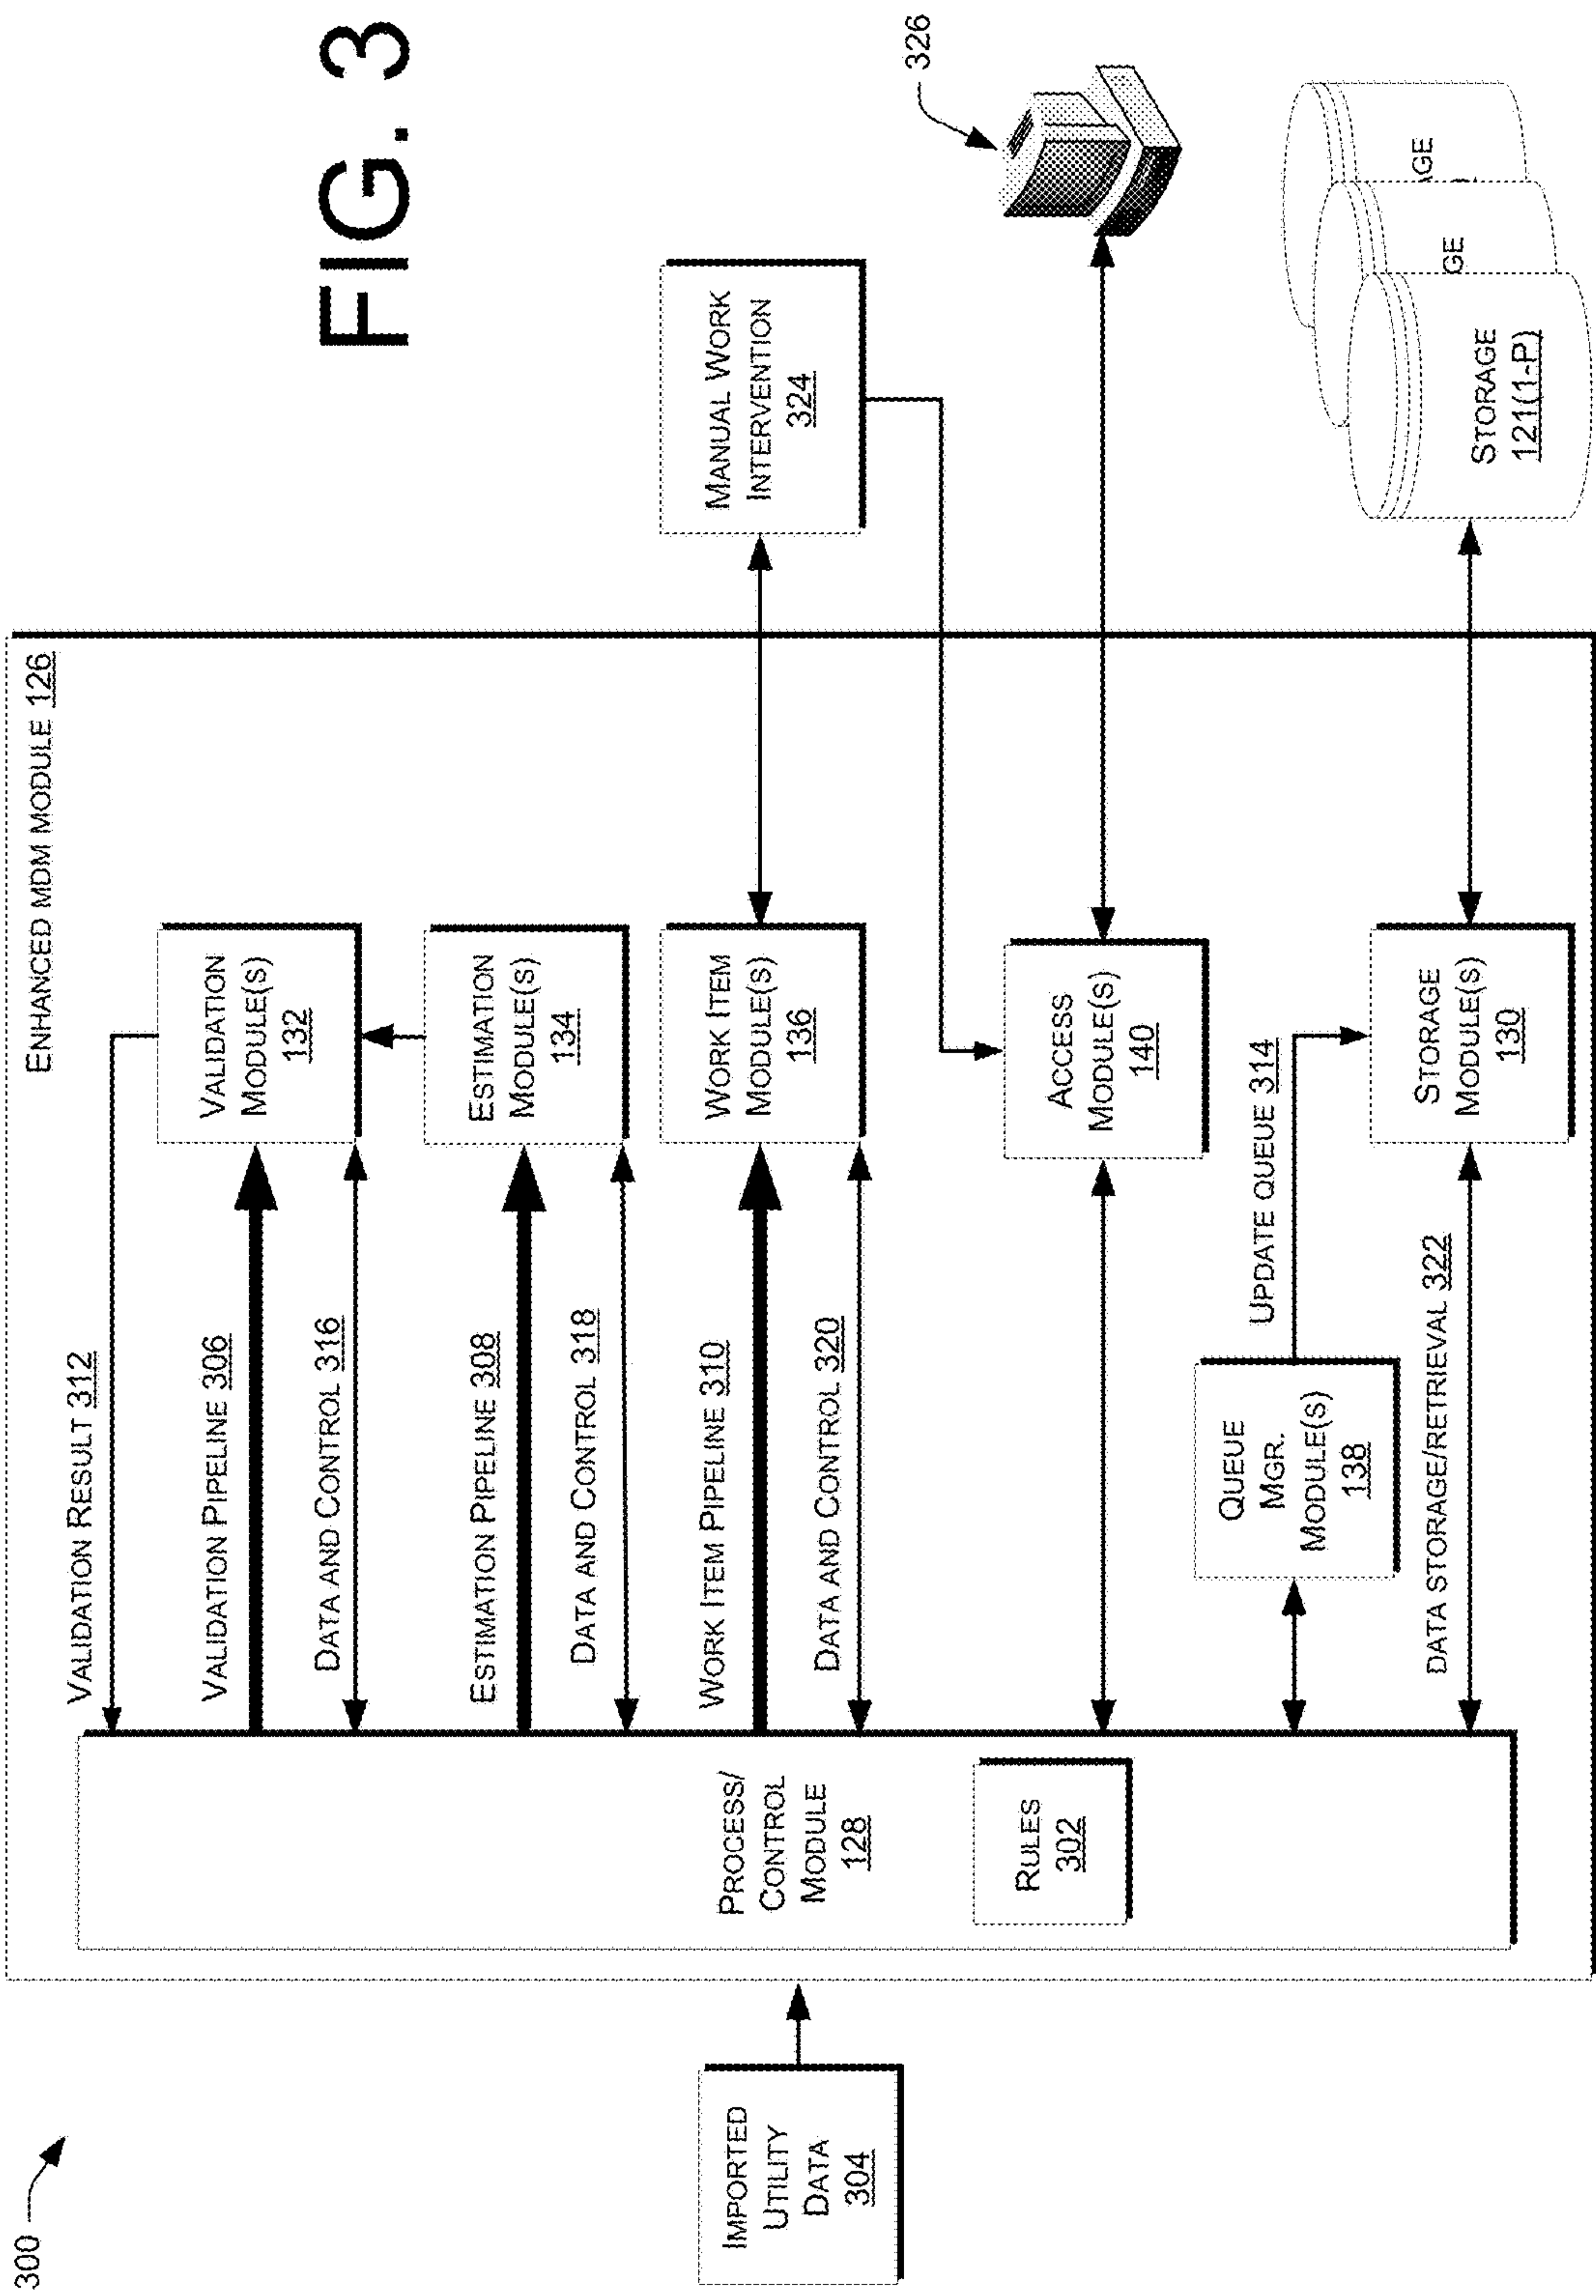 300
FIG. 3
ENHANCED MDM MODULE 126
IMPORTED
UTILITY
DATA
304
PROCESS/
CONTROL
MODULE
128
RULES
302
VALIDATION RESULT 312
VALIDATION PIPELINE 306
DATA AND CONTROL 316
ESTIMATION PIPELINE 308
DATA AND CONTROL 318
WORK ITEM PIPELINE 310
DATA AND CONTROL 320
QUEUE
MGR.
MODULE(S)
138
UPDATE QUEUE 314
DATA STORAGE/RETRIEVAL 322
VALIDATION
MODULE(S)
132
ESTIMATION
MODULE(S)
134
WORK ITEM
MODULE(S)
136
ACCESS
MODULE(S)
140
STORAGE
MODULE(S)
130
MANUAL WORK
INTERVENTION
324
326
STORAGE
121(1-P)
GE
AGE